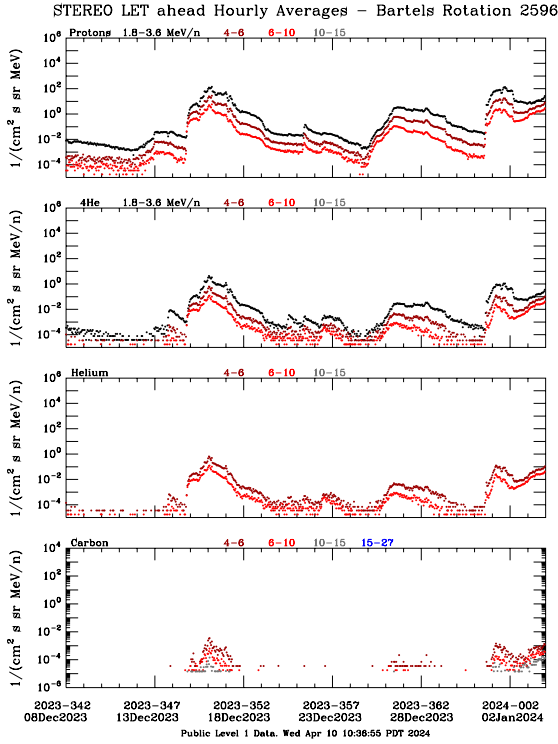 STEREO LET ahead Hourly Averages − Bartels Rotation 2596
Protons 1.8−3.6 MeV/n 4−6 6−10 10−15
10⁶
10⁴
10²
10⁰
10⁻²
10⁻⁴
1/(cm² s sr MeV)
4He 1.8−3.6 MeV/n 4−6 6−10 10−15
10⁶
10⁴
10²
10⁰
10⁻²
10⁻⁴
1/(cm² s sr MeV/n)
Helium 4−6 6−10 10−15
10⁶
10⁴
10²
10⁰
10⁻²
10⁻⁴
1/(cm² s sr MeV/n)
Carbon 4−6 6−10 10−15 15−27
10⁴
10²
10⁰
10⁻²
10⁻⁴
10⁻⁶
1/(cm² s sr MeV/n)
2023−342 2023−347 2023−352 2023−357 2023−362 2024−002
08Dec2023 13Dec2023 18Dec2023 23Dec2023 28Dec2023 02Jan2024
Public Level 1 Data. Wed Apr 10 10:36:55 PDT 2024